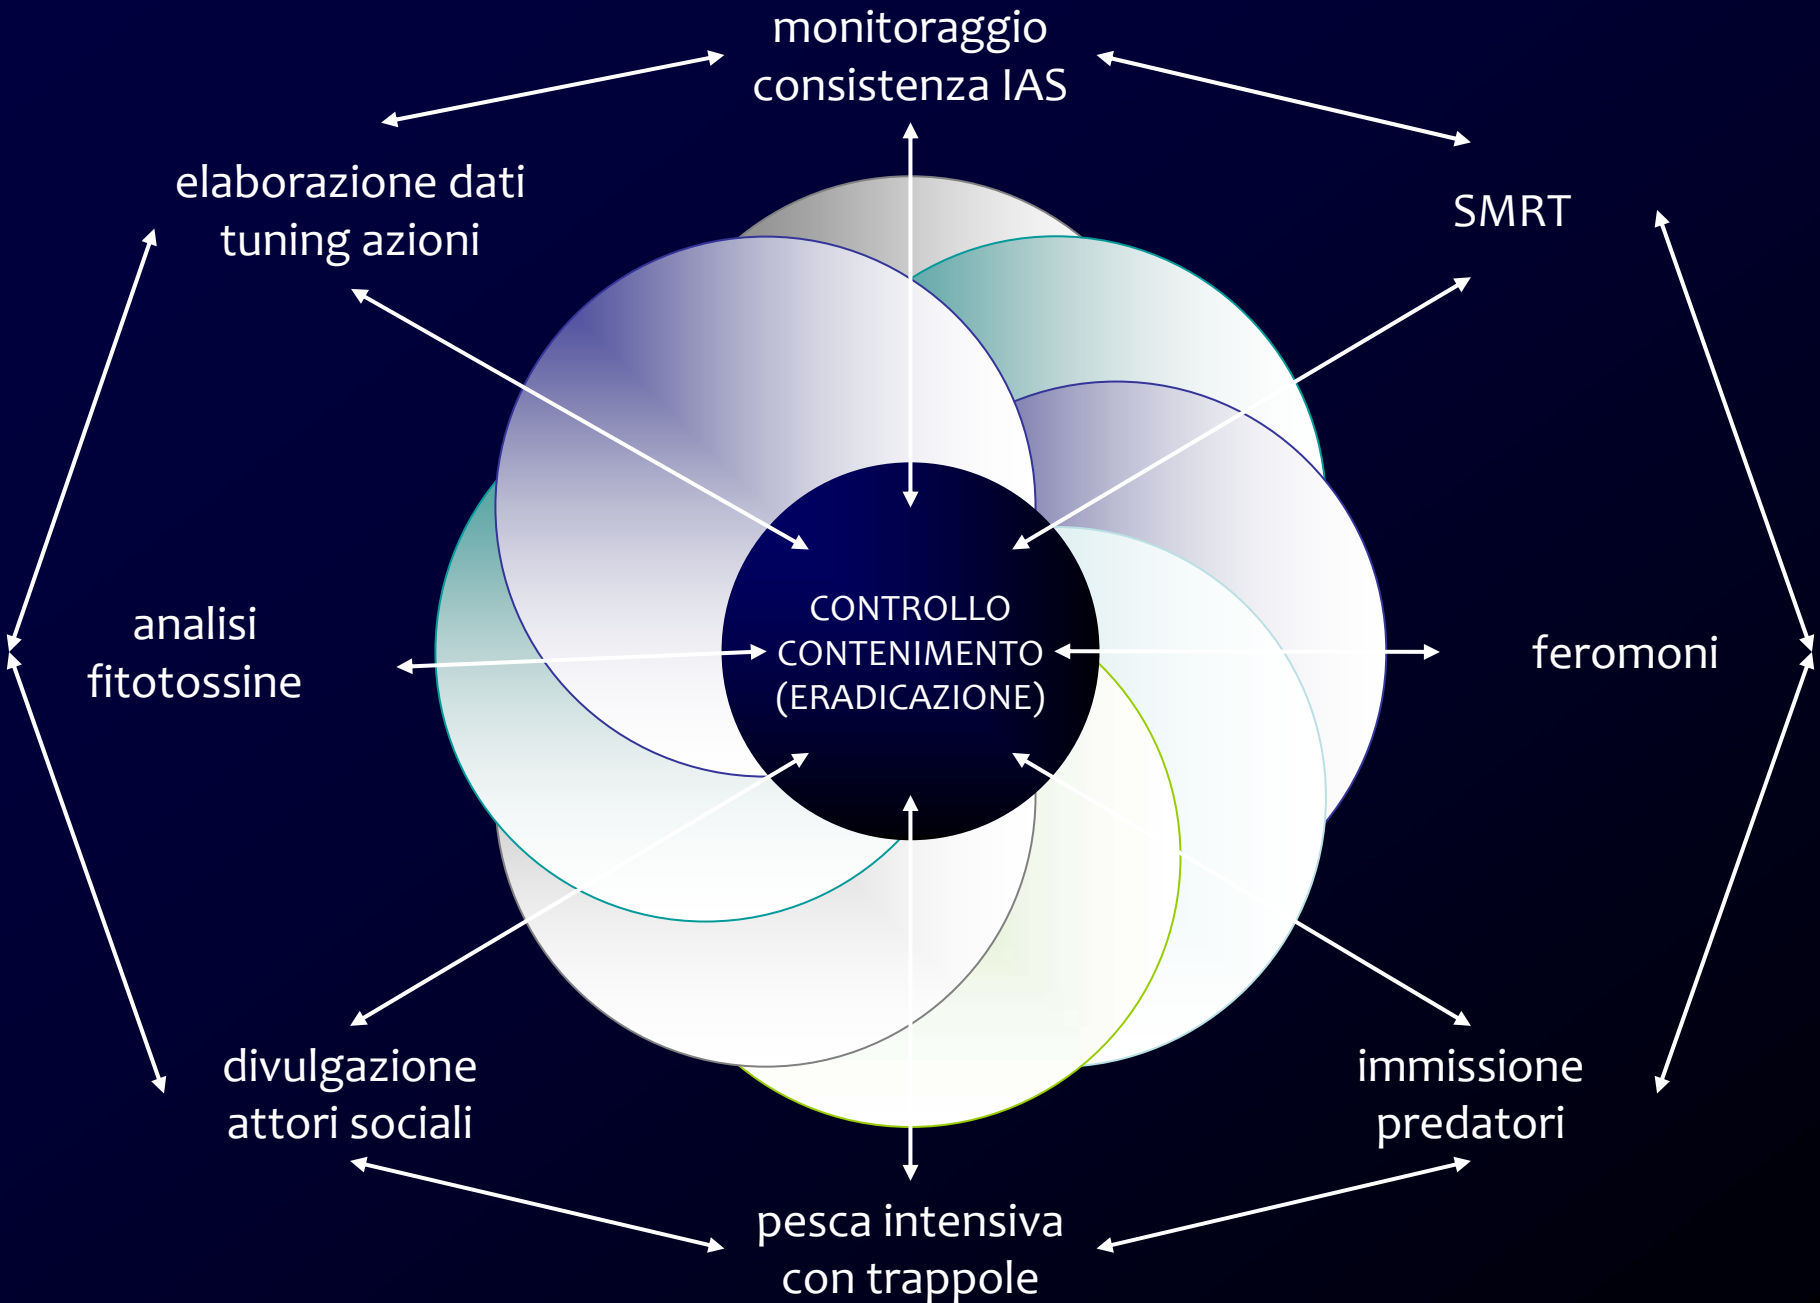 monitoraggio
consistenza IAS
elaborazione dati
tuning azioni
SMRT
CONTROLLO
CONTENIMENTO
(ERADICAZIONE)
analisi
fitotossine
feromoni
divulgazione
attori sociali
immissione
predatori
pesca intensiva
con trappole